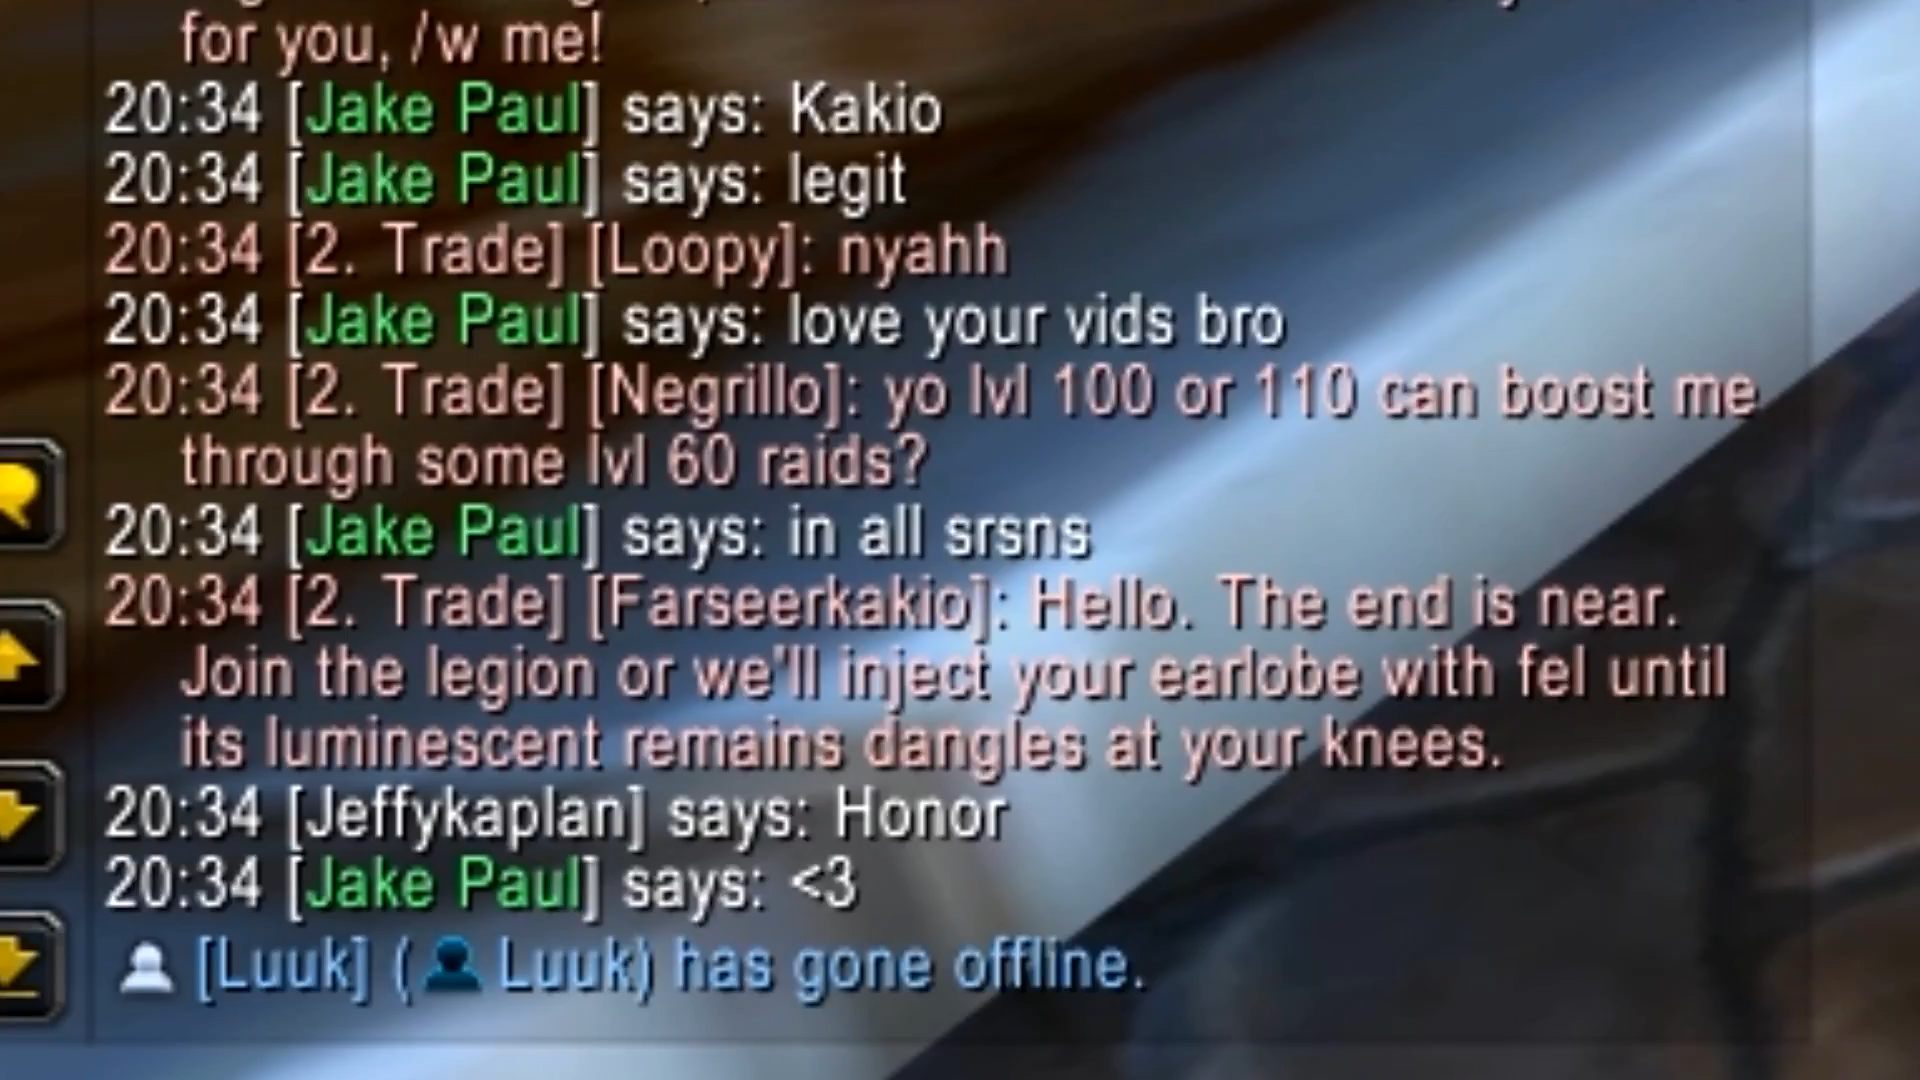 for you, /w me!
20:34 [Jake Paul] says: Kakio
20:34 [Jake Paul] says: legit
20:34 [2. Trade] [Loopy]: nyahh
20:34 [Jake Paul] says: love your vids bro
20:34 [2. Trade] [Negrillo]: yo lvl 100 or 110 can boost me
through some lvl 60 raids?
20:34 [Jake Paul] says: in all srsns
20:34 [2. Trade] [Farseerkakio]: Hello. The end is near.
Join the legion or we'll inject your earlobe with fel until
its luminescent remains dangles at your knees.
20:34 [Jeffykaplan] says: Honor
20:34 [Jake Paul] says: <3
[Luuk] (Luuk) has gone offline.